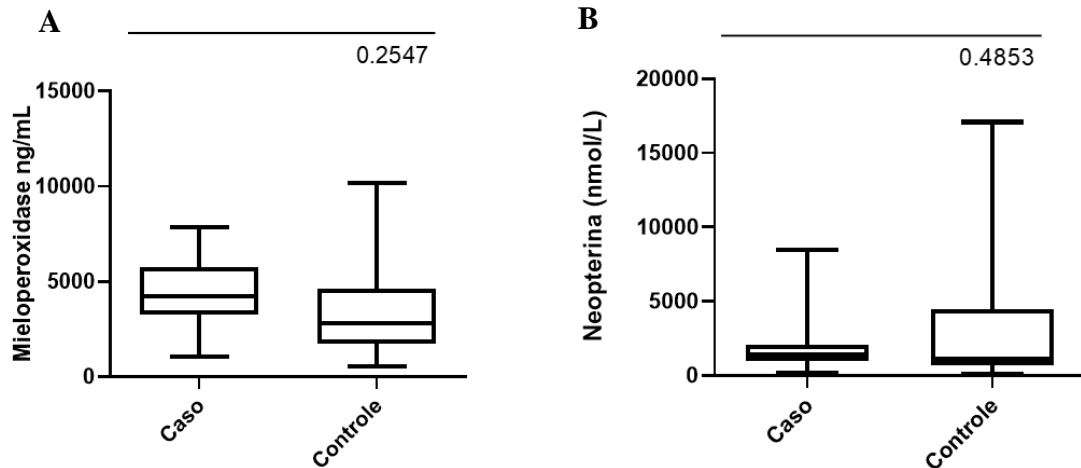 A
0.2547
Mieloperoxidase ng/mL
15000
10000
5000
0
Caso
Controle
B
0.4853
Neopterina (nmol/L)
20000
15000
10000
5000
0
Caso
Controle